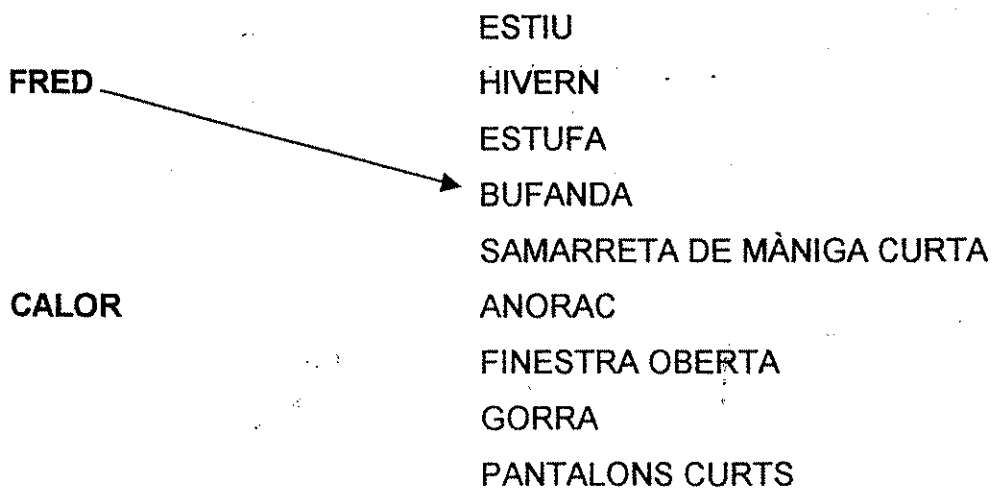 ESTIU
FRED
HIVERN
ESTUFA
BUFANDA
SAMARRETA DE MÀNIGA CURTA
CALOR
ANORAC
FINESTRA OBERTA
GORRA
PANTALONS CURTS